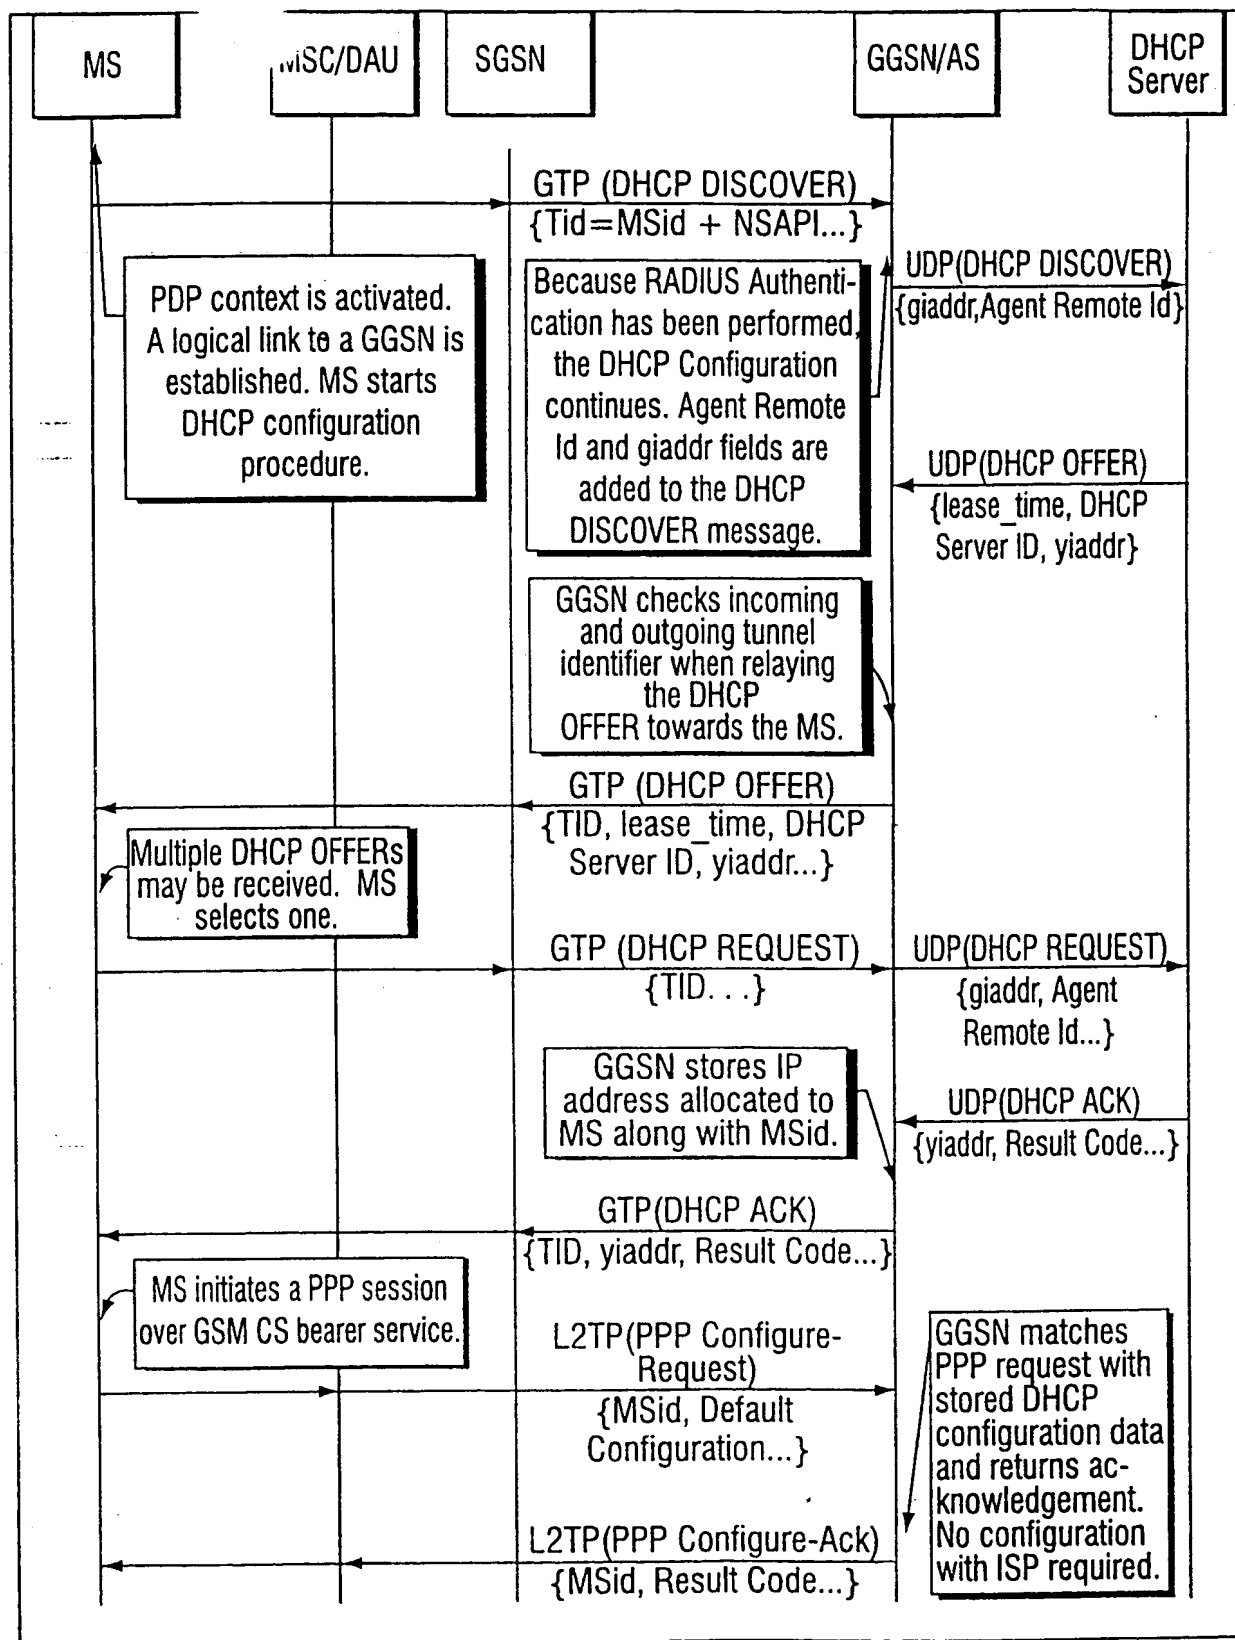 MS
MSC/DAU
SGSN
GGSN/AS
DHCP
Server
GTP (DHCP DISCOVER)
{Tid=MSid + NSAPI...}
PDP context is activated.
A logical link to a GGSN is
established. MS starts
DHCP configuration
procedure.
Because RADIUS Authenti-
cation has been performed,
the DHCP Configuration
continues. Agent Remote
Id and giaddr fields are
added to the DHCP
DISCOVER message.
UDP(DHCP DISCOVER)
{giaddr,Agent Remote Id}
UDP(DHCP OFFER)
{lease_time, DHCP
Server ID, yiaddr}
GGSN checks incoming
and outgoing tunnel
identifier when relaying
the DHCP
OFFER towards the MS.
GTP (DHCP OFFER)
{TID, lease_time, DHCP
Server ID, yiaddr...}
Multiple DHCP OFFERs
may be received. MS
selects one.
GTP (DHCP REQUEST)
{TID. . .}
UDP(DHCP REQUEST)
{giaddr, Agent
Remote Id...}
GGSN stores IP
address allocated to
MS along with MSid.
UDP(DHCP ACK)
{yiaddr, Result Code...}
GTP(DHCP ACK)
{TID, yiaddr, Result Code...}
MS initiates a PPP session
over GSM CS bearer service.
L2TP(PPP Configure-
Request)
{MSid, Default
Configuration...}
GGSN matches
PPP request with
stored DHCP
configuration data
and returns ac-
knowledgement.
No configuration
with ISP required.
L2TP(PPP Configure-Ack)
{MSid, Result Code...}